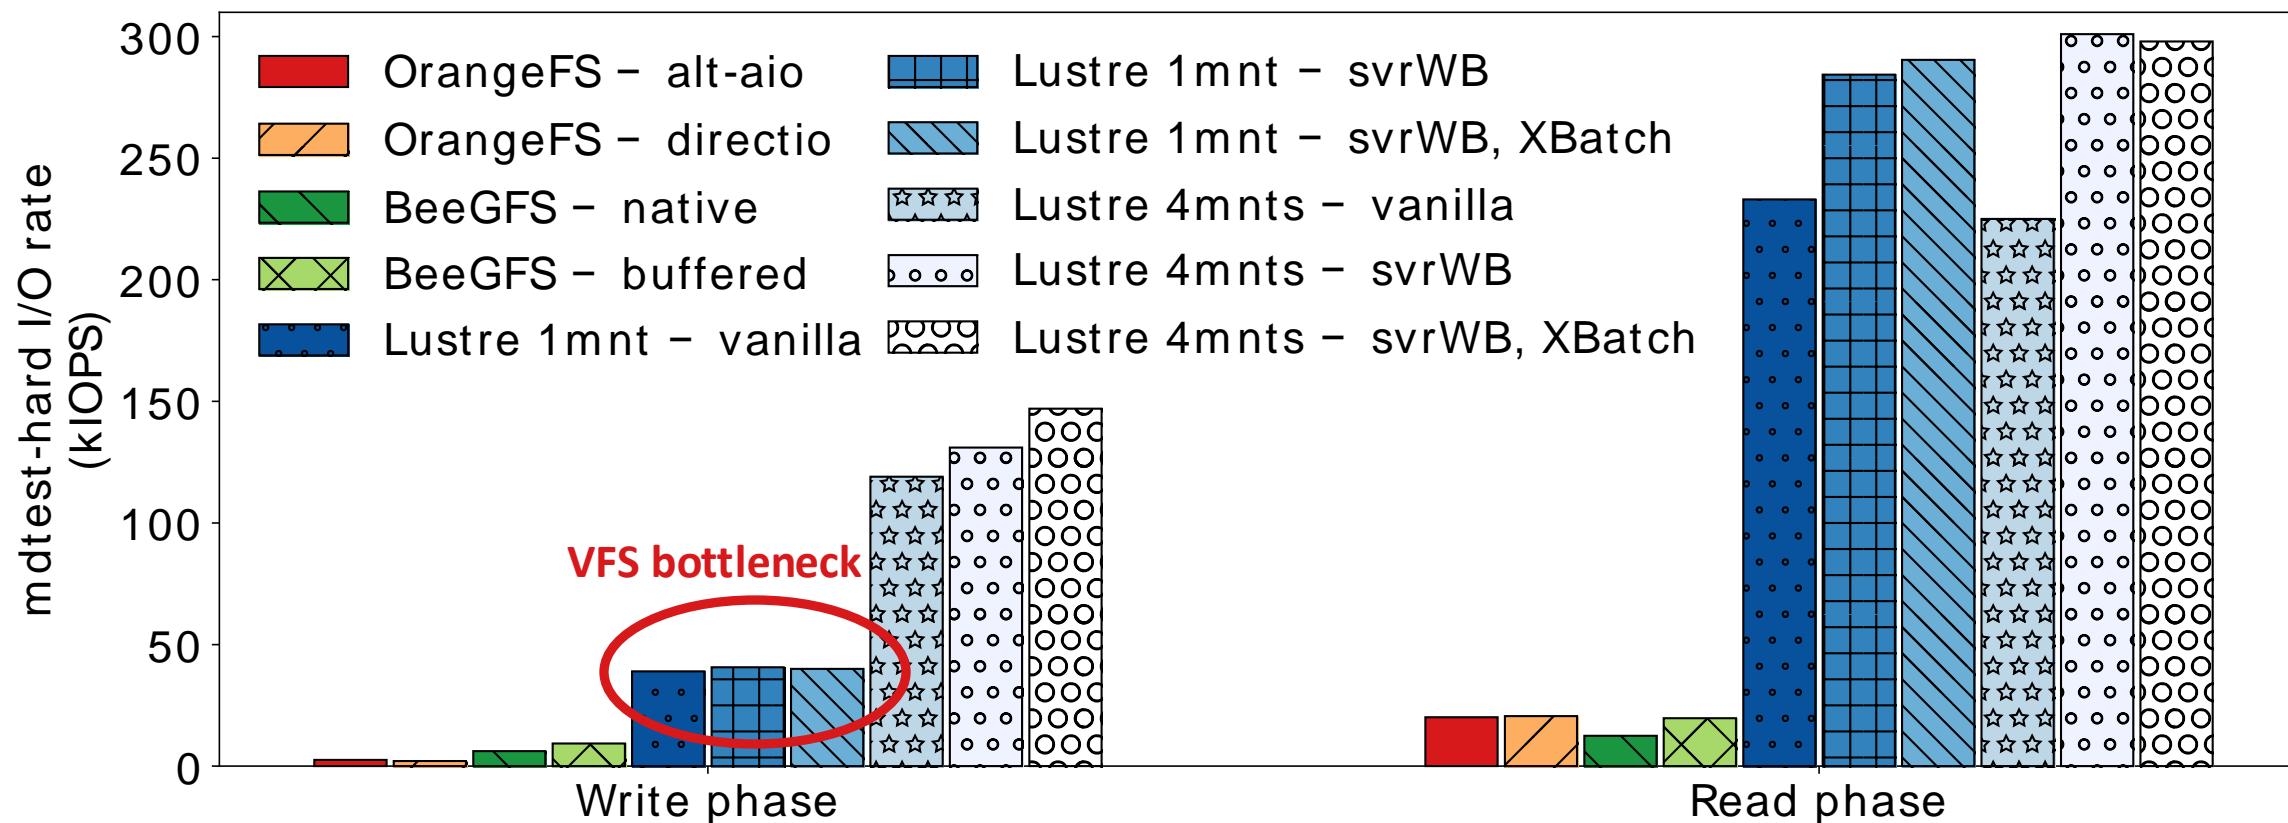 mdtest-hard I/O rate
(kIOPS)
300
250
200
150
100
50
0
OrangeFS – alt-aio
OrangeFS – directio
BeeGFS – native
BeeGFS – buffered
Lustre 1mnt – vanilla
Lustre 1mnt – svrWB
Lustre 1mnt – svrWB, XBatch
Lustre 4mnts – vanilla
Lustre 4mnts – svrWB
Lustre 4mnts – svrWB, XBatch
VFS bottleneck
Write phase
Read phase